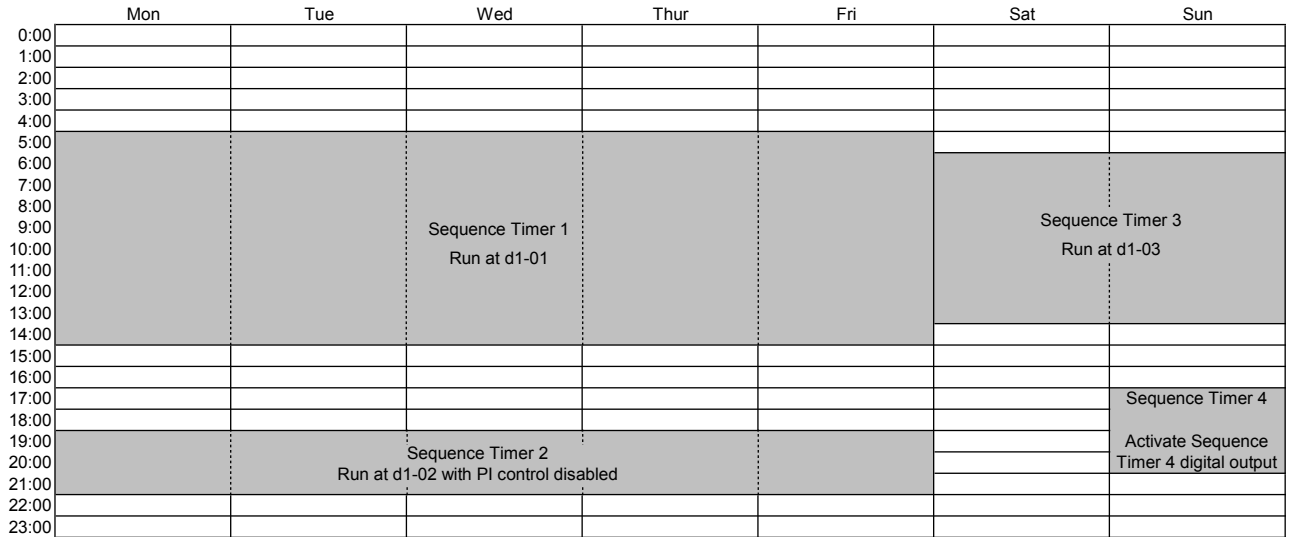 Mon Tue Wed Thur Fri Sat Sun
0:00
1:00
2:00
3:00
4:00
5:00
6:00
7:00
8:00
9:00
10:00
11:00
12:00
13:00
14:00
15:00
16:00
17:00
18:00
19:00
20:00
21:00
22:00
23:00
Sequence Timer 1
Run at d1-01
Sequence Timer 3
Run at d1-03
Sequence Timer 2
Run at d1-02 with PI control disabled
Sequence Timer 4
Activate Sequence
Timer 4 digital output